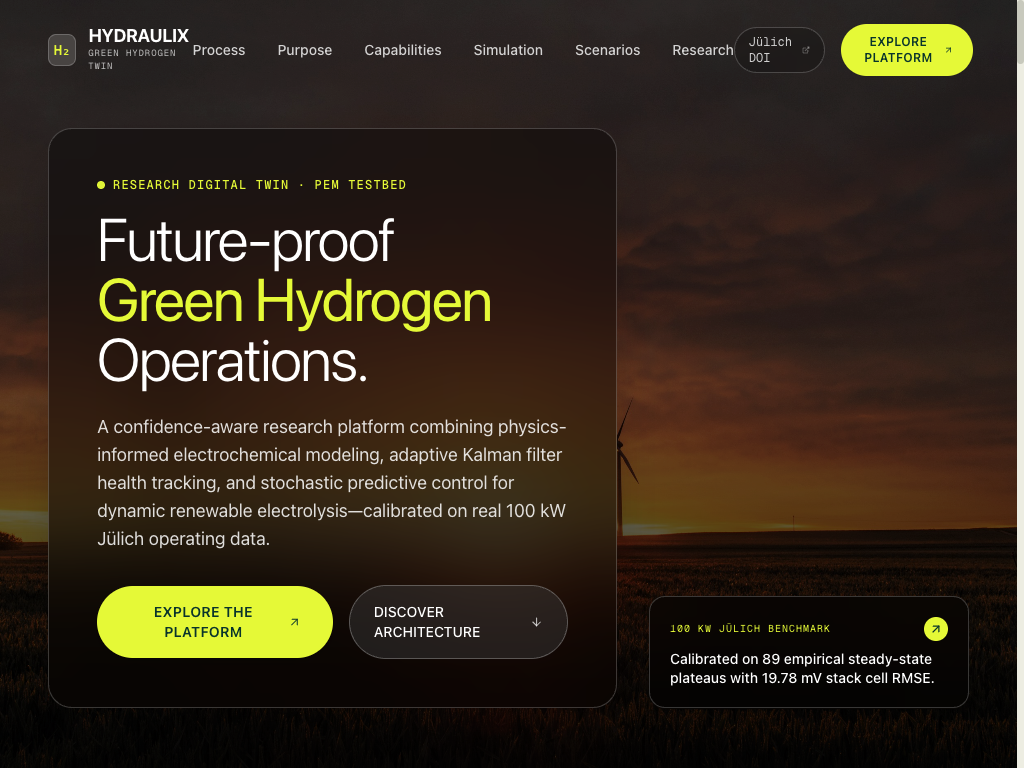 H₂
HYDRAULIX
GREEN HYDROGEN
TWIN
Process
Purpose
Capabilities
Simulation
Scenarios
Research
Jülich
DOI
EXPLORE
PLATFORM
RESEARCH DIGITAL TWIN · PEM TESTBED
Future-proof
Green Hydrogen
Operations.
A confidence-aware research platform combining physics-
informed electrochemical modeling, adaptive Kalman filter
health tracking, and stochastic predictive control for
dynamic renewable electrolysis—calibrated on real 100 kW
Jülich operating data.
EXPLORE THE
PLATFORM
DISCOVER
ARCHITECTURE
100 KW JÜLICH BENCHMARK
Calibrated on 89 empirical steady-state
plateaus with 19.78 mV stack cell RMSE.